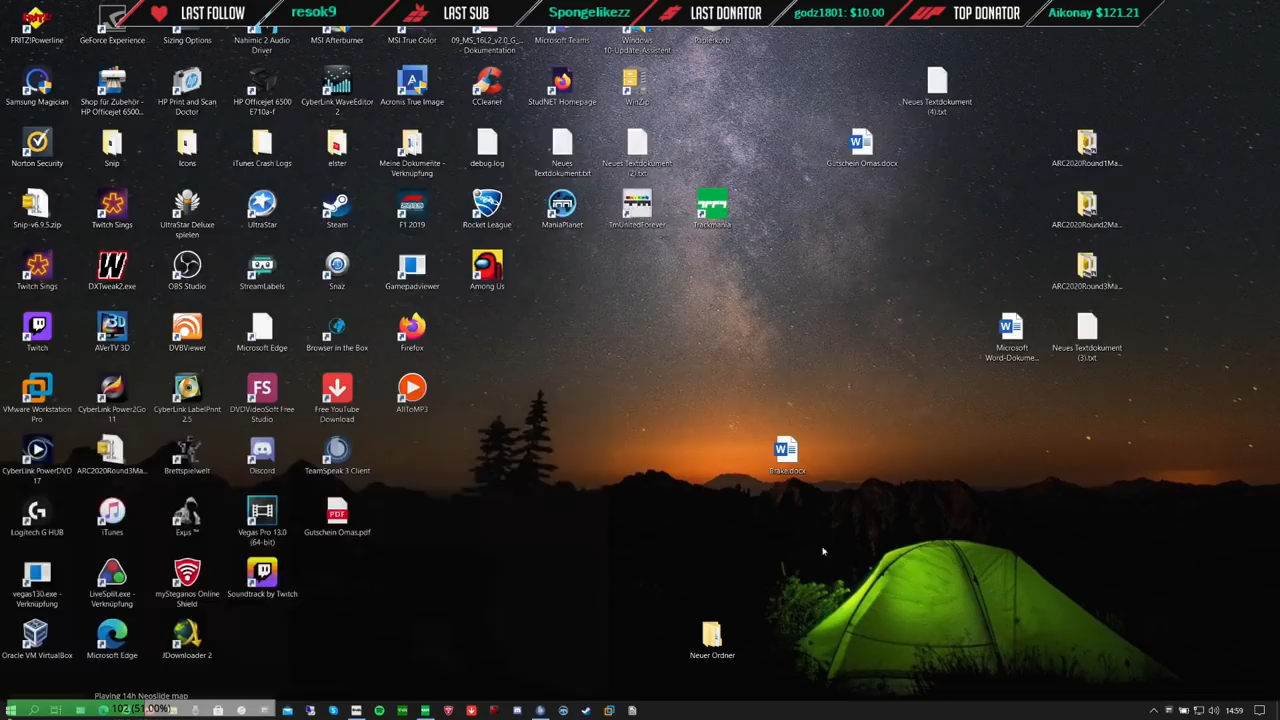 LAST FOLLOW resok9 LAST SUB Spongelikezz LAST DONATOR godz1801: $10.00 TOP DONATOR Aikonay $121.21
FRITZ!Powerline
GeForce Experience
Sizing Options
Nahimic 2 Audio
Driver
MSI Afterburner
MSI True Color
09_MS_16L2_v2.0_G_...
- Dokumentation
Microsoft Teams
Windows
10-Update-Assistent
Papierkorb
Samsung Magician
Shop für Zubehör -
HP Officejet 6500...
HP Print and Scan
Doctor
HP Officejet 6500
E710a-f
CyberLink WaveEditor
2
Acronis True Image
CCleaner
StudNET Homepage
WinZip
Neues Textdokument
(4).txt
Norton Security
Snip
Icons
iTunes Crash Logs
elster
Meine Dokumente -
Verknüpfung
debug.log
Neues
Textdokument.txt
Neues Textdokument
(2).txt
Gutschein Omas.docx
ARC2020Round1Ma...
Snip-v6.9.5.zip
Twitch Sings
UltraStar Deluxe
spielen
UltraStar
Steam
F1 2019
Rocket League
ManiaPlanet
TmUnitedForever
Trackmania
ARC2020Round2Ma...
Twitch Sings
DXTweak2.exe
OBS Studio
StreamLabels
Snaz
Gamepadviewer
Among Us
ARC2020Round3Ma...
Twitch
AVerTV 3D
DVBViewer
Microsoft Edge
Browser in the Box
Firefox
Microsoft
Word-Dokume...
Neues Textdokument
(3).txt
VMware Workstation
Pro
CyberLink Power2Go
11
CyberLink LabelPrint
2.5
FS
DVDVideoSoft Free
Studio
Free YouTube
Download
AllToMP3
CyberLink PowerDVD
17
ARC2020Round3Ma...
Brettspielwelt
Discord
TeamSpeak 3 Client
Brake.docx
Logitech G HUB
iTunes
Exps ™
Vegas Pro 13.0
(64-bit)
PDF
Gutschein Omas.pdf
vegas130.exe -
Verknüpfung
LiveSplit.exe -
Verknüpfung
mySteganos Online
Shield
Soundtrack by Twitch
Oracle VM VirtualBox
Microsoft Edge
JDownloader 2
Neuer Ordner
Playing 14h Neoslide map
102 (51.00%)
14:59